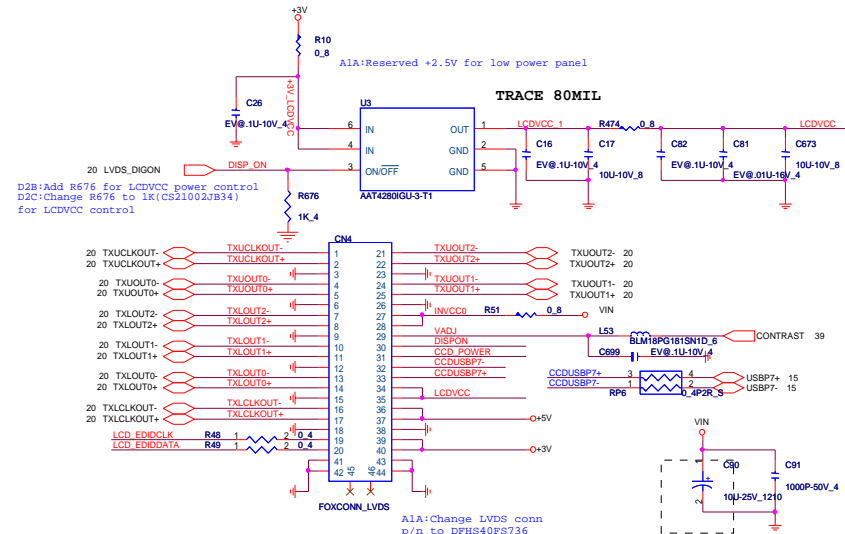 +3V
R10
0_8
A1A:Reserved +2.5V for low power panel
+3V_LCDVCC
C26
EV@.1U-10V_4
U3
TRACE 80MIL
6 IN OUT 1
4 IN GND 2
3 ON/OFF GND 5
AAT4280IGU-3-T1
LCDVCC_1
R474 0_8
LCDVCC
C16
EV@.1U-10V_4
C17
10U-10V_8
C82
EV@.1U-10V_4
C81
EV@.01U-16V_4
C673
10U-10V_8
20 LVDS_DIGON
DISP_ON
D2B:Add R676 for LCDVCC power control
D2C:Change R676 to 1K(CS21002JB34)
for LCDVCC control
R676
1K_4
CN4
20 TXUCLKOUT- TXUCLKOUT- 1
20 TXUCLKOUT+ TXUCLKOUT+ 2
3
20 TXUOUT0- TXUOUT0- 4
20 TXUOUT0+ TXUOUT0+ 5
6
20 TXLOUT2- TXLOUT2- 7
20 TXLOUT2+ TXLOUT2+ 8
9
20 TXLOUT1- TXLOUT1- 10
20 TXLOUT1+ TXLOUT1+ 11
12
20 TXLOUT0- TXLOUT0- 13
20 TXLOUT0+ TXLOUT0+ 14
15
20 TXLCLKOUT- TXLCLKOUT- 16
20 TXLCLKOUT+ TXLCLKOUT+ 17
18
LCD_EDIDCLK R48 1 2 0_4 19
LCD_EDIDDATA R49 1 2 0_4 20
41
42
45
46
43
44
21 TXUOUT2- TXUOUT2- 20
22 TXUOUT2+ TXUOUT2+ 20
23
24 TXUOUT1- TXUOUT1- 20
25 TXUOUT1+ TXUOUT1+ 20
26
27 INVCC0 R51 0_8 VIN
28
29 VADJ L53 CONTRAST 39
BLM18PG181SN1D_6
30 DISPON
C699 EV@.1U-10V_4
31 CCD_POWER
32 CCDUSBP7-
33 CCDUSBP7+
34
35 LCDVCC
36
37 +5V
38
39
40 +3V
CCDUSBP7+ 3 4 USBP7+ 15
CCDUSBP7- 1 2 USBP7- 15
RP6 0_4P2R_S
FOXCONN_LVDS
A1A:Change LVDS conn
p/n to DFHS40FS736
VIN
1
C90
+
2
10U-25V_1210
C91
1000P-50V_4